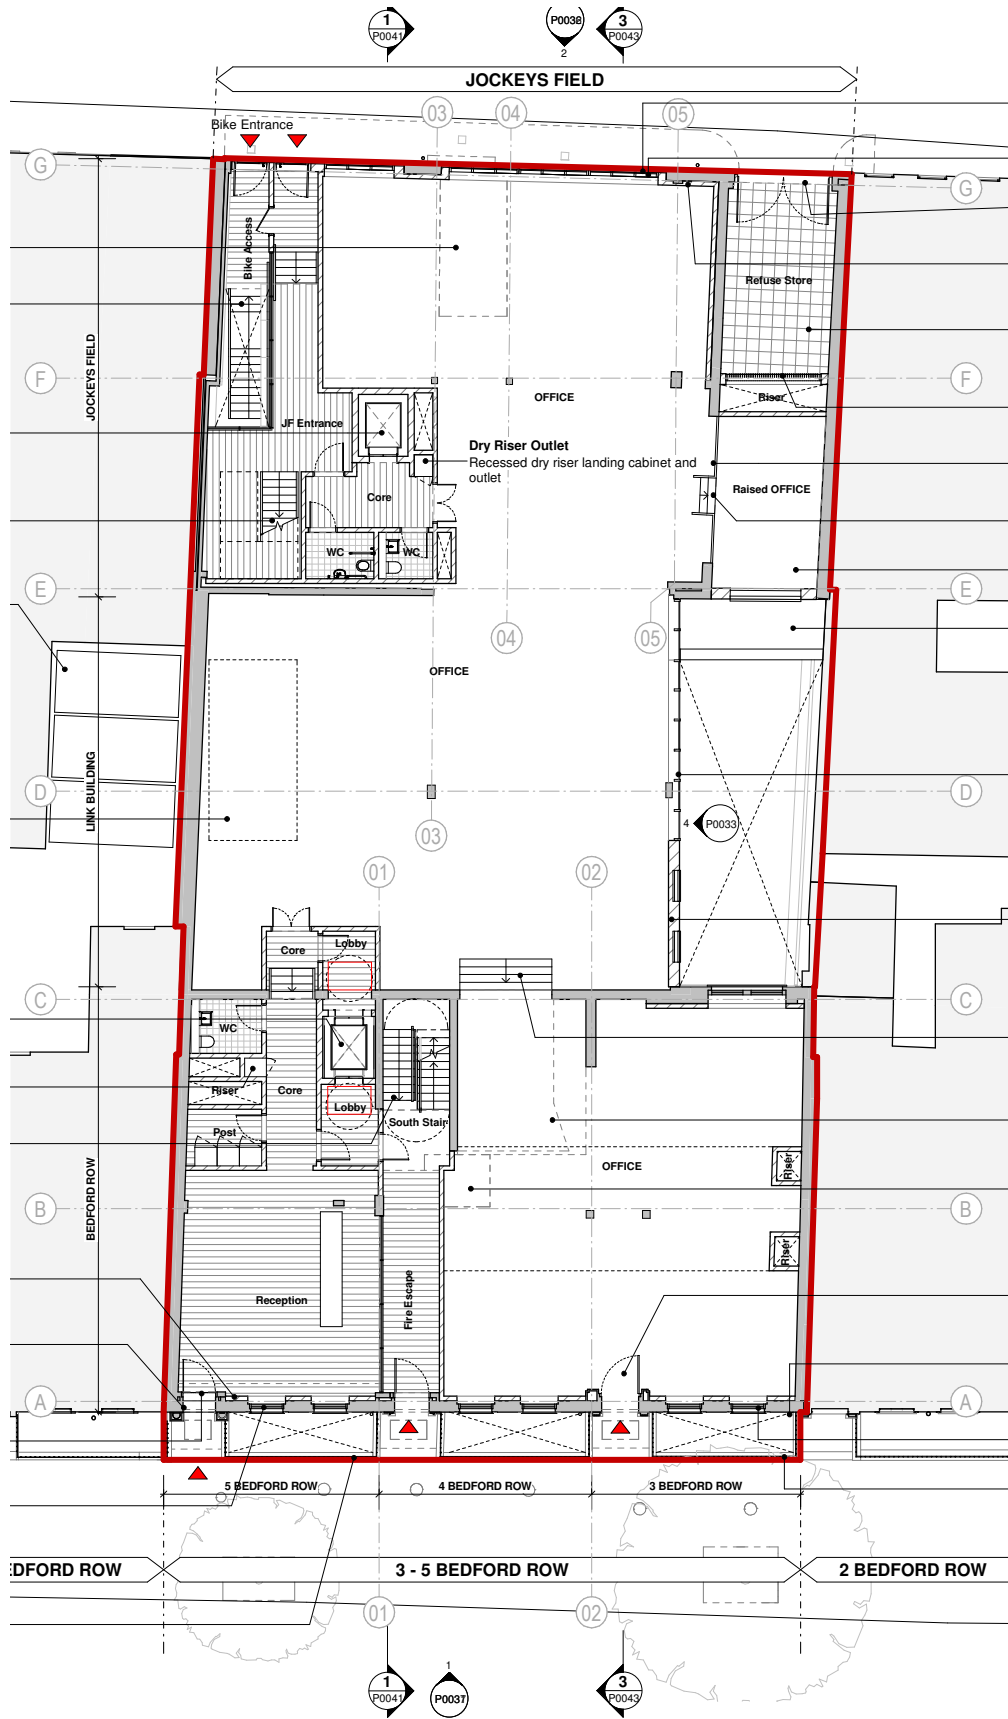 1
P0041
P0038
2
3
P0043
JOCKEYS FIELD
03
04
05
Bike Entrance
G
G
Bike Access
Refuse Store
JOCKEYS FIELD
F
F
OFFICE
Riser
JF Entrance
Dry Riser Outlet
Recessed dry riser landing cabinet and
outlet
Core
Raised OFFICE
WC
WC
E
E
04
05
OFFICE
LINK BUILDING
D
D
03
4
P0033
01
02
Core
Lobby
C
C
WC
Riser
Core
Lobby
Post
South Stair
OFFICE
Riser
BEDFORD ROW
B
B
Riser
Fire Escape
Reception
A
A
5 BEDFORD ROW
4 BEDFORD ROW
3 BEDFORD ROW
EDFORD ROW
3 - 5 BEDFORD ROW
2 BEDFORD ROW
01
02
1
P0041
1
P0037
3
P0043